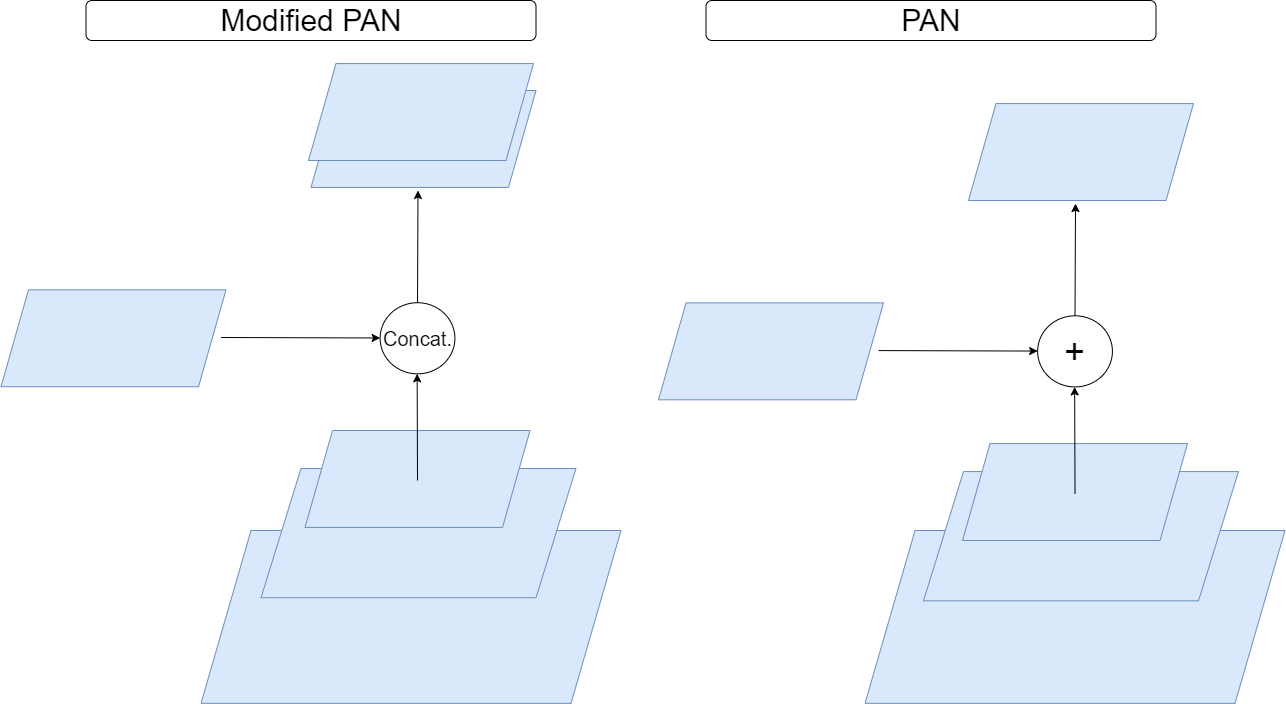 Modified PAN
PAN
Concat.
+